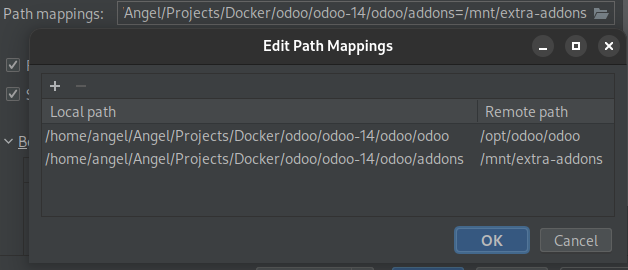 Path mappings: /Angel/Projects/Docker/odoo/odoo-14/odoo/addons=/mnt/extra-addons
Edit Path Mappings
Local path Remote path
/home/angel/Angel/Projects/Docker/odoo/odoo-14/odoo/odoo /opt/odoo/odoo
/home/angel/Angel/Projects/Docker/odoo/odoo-14/odoo/addons /mnt/extra-addons
OK Cancel